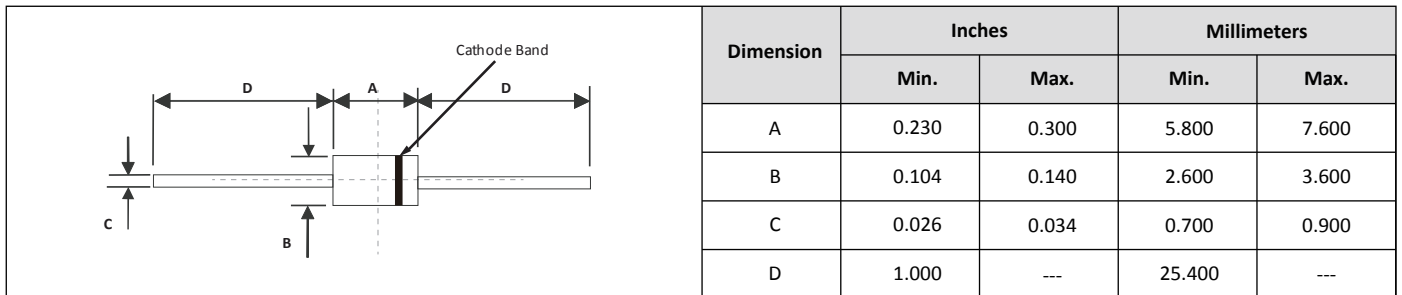 Cathode Band
D A D
C
B
Dimension Inches Millimeters
Min. Max. Min. Max.
A 0.230 0.300 5.800 7.600
B 0.104 0.140 2.600 3.600
C 0.026 0.034 0.700 0.900
D 1.000 --- 25.400 ---